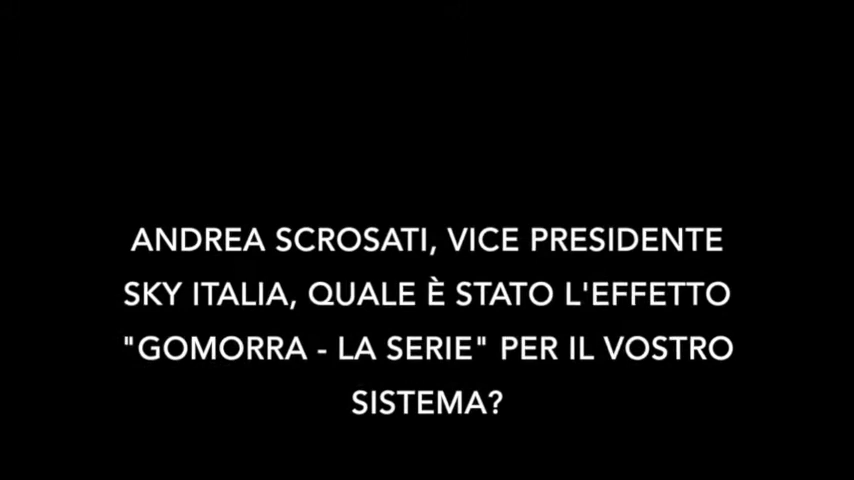 ANDREA SCROSATI, VICE PRESIDENTE
SKY ITALIA, QUALE È STATO L'EFFETTO
"GOMORRA - LA SERIE" PER IL VOSTRO
SISTEMA?